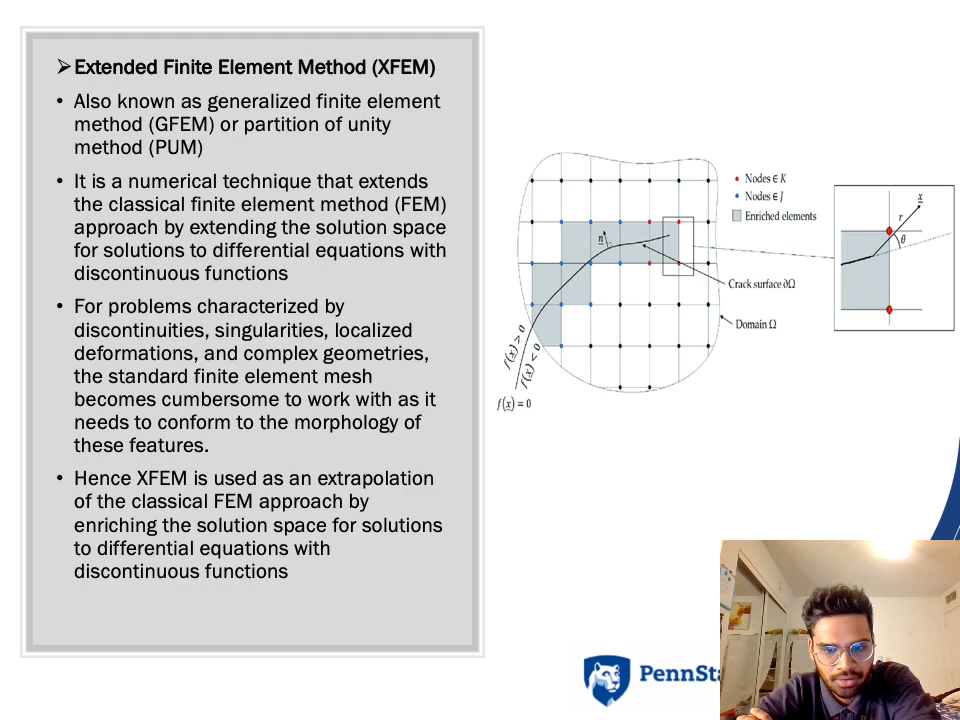 ➢Extended Finite Element Method (XFEM)
• Also known as generalized finite element
method (GFEM) or partition of unity
method (PUM)
• It is a numerical technique that extends
the classical finite element method (FEM)
approach by extending the solution space
for solutions to differential equations with
discontinuous functions
• For problems characterized by
discontinuities, singularities, localized
deformations, and complex geometries,
the standard finite element mesh
becomes cumbersome to work with as it
needs to conform to the morphology of
these features.
• Hence XFEM is used as an extrapolation
of the classical FEM approach by
enriching the solution space for solutions
to differential equations with
discontinuous functions
Nodes ∈ K
Nodes ∈ J
Enriched elements
n
Crack surface ∂Ω
Domain Ω
f(x) > 0
f(x) < 0
f(x) = 0
x
r
θ
PennSta